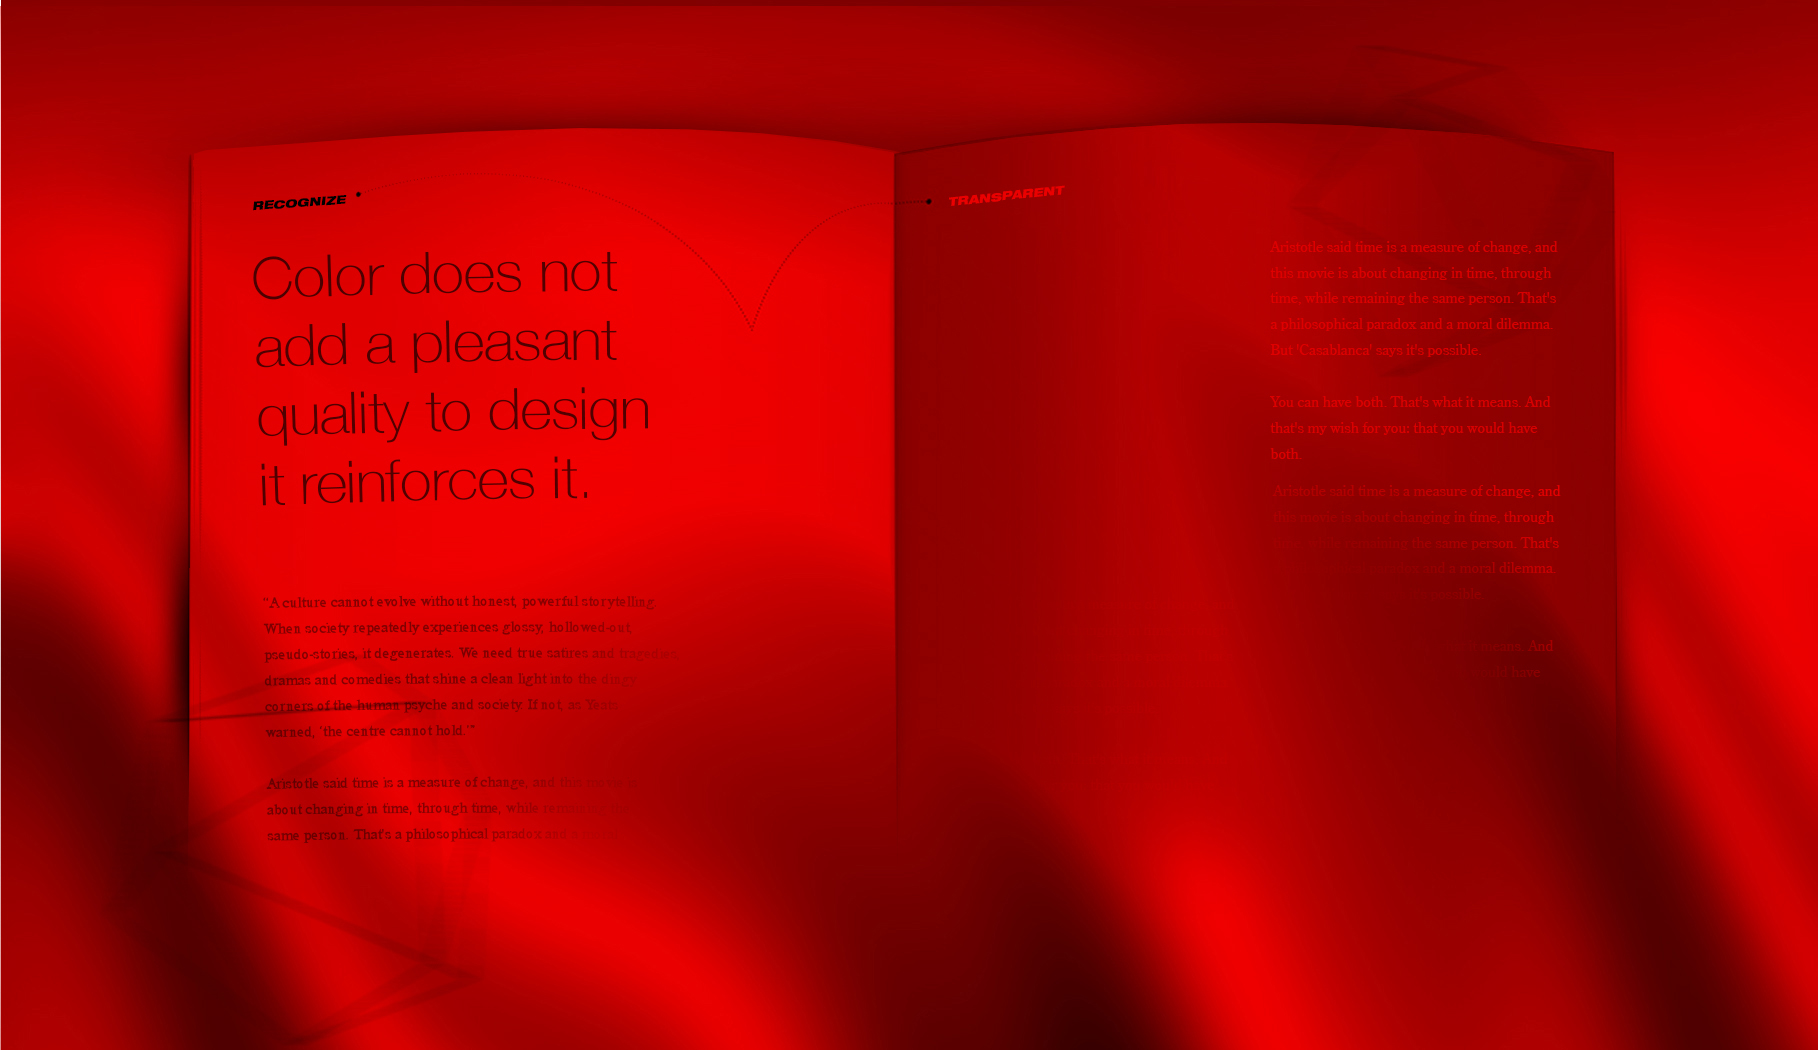 RECOGNIZE
Color does not
add a pleasant
quality to design
it reinforces it.
"A culture cannot evolve without honest, powerful storytelling.
When society repeatedly experiences glossy, hollowed-out,
pseudo-stories, it degenerates. We need true satires and tragedies,
dramas and comedies that shine a clean light into the dingy
corners of the human psyche and society. If not, as Yeats
warned, 'the centre cannot hold.'"
Aristotle said time is a measure of change, and this movie is
about changing in time, through time, while remaining the
same person. That's a philosophical paradox and a moral
TRANSPARENT
Aristotle said time is a measure of change, and
this movie is about changing in time, through
time, while remaining the same person. That's
a philosophical paradox and a moral dilemma.
But 'Casablanca' says it's possible.
You can have both. That's what it means. And
that's my wish for you: that you would have
both.
Aristotle said time is a measure of change, and
this movie is about changing in time, through
time, while remaining the same person. That's
paradox and a moral dilemma.
possible.
means. And
would have